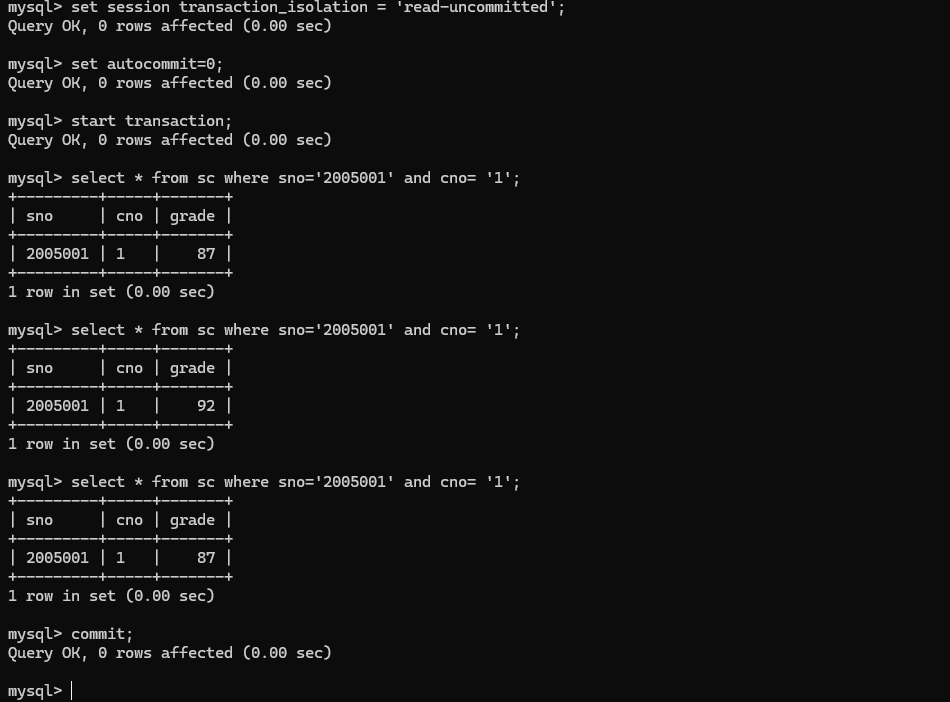 mysql> set session transaction_isolation = 'read-uncommitted';
Query OK, 0 rows affected (0.00 sec)
mysql> set autocommit=0;
Query OK, 0 rows affected (0.00 sec)
mysql> start transaction;
Query OK, 0 rows affected (0.00 sec)
mysql> select * from sc where sno='2005001' and cno= '1';
+---------+-----+-------+
| sno     | cno | grade |
+---------+-----+-------+
| 2005001 | 1   |    87 |
+---------+-----+-------+
1 row in set (0.00 sec)
mysql> select * from sc where sno='2005001' and cno= '1';
+---------+-----+-------+
| sno     | cno | grade |
+---------+-----+-------+
| 2005001 | 1   |    92 |
+---------+-----+-------+
1 row in set (0.00 sec)
mysql> select * from sc where sno='2005001' and cno= '1';
+---------+-----+-------+
| sno     | cno | grade |
+---------+-----+-------+
| 2005001 | 1   |    87 |
+---------+-----+-------+
1 row in set (0.00 sec)
mysql> commit;
Query OK, 0 rows affected (0.00 sec)
mysql>